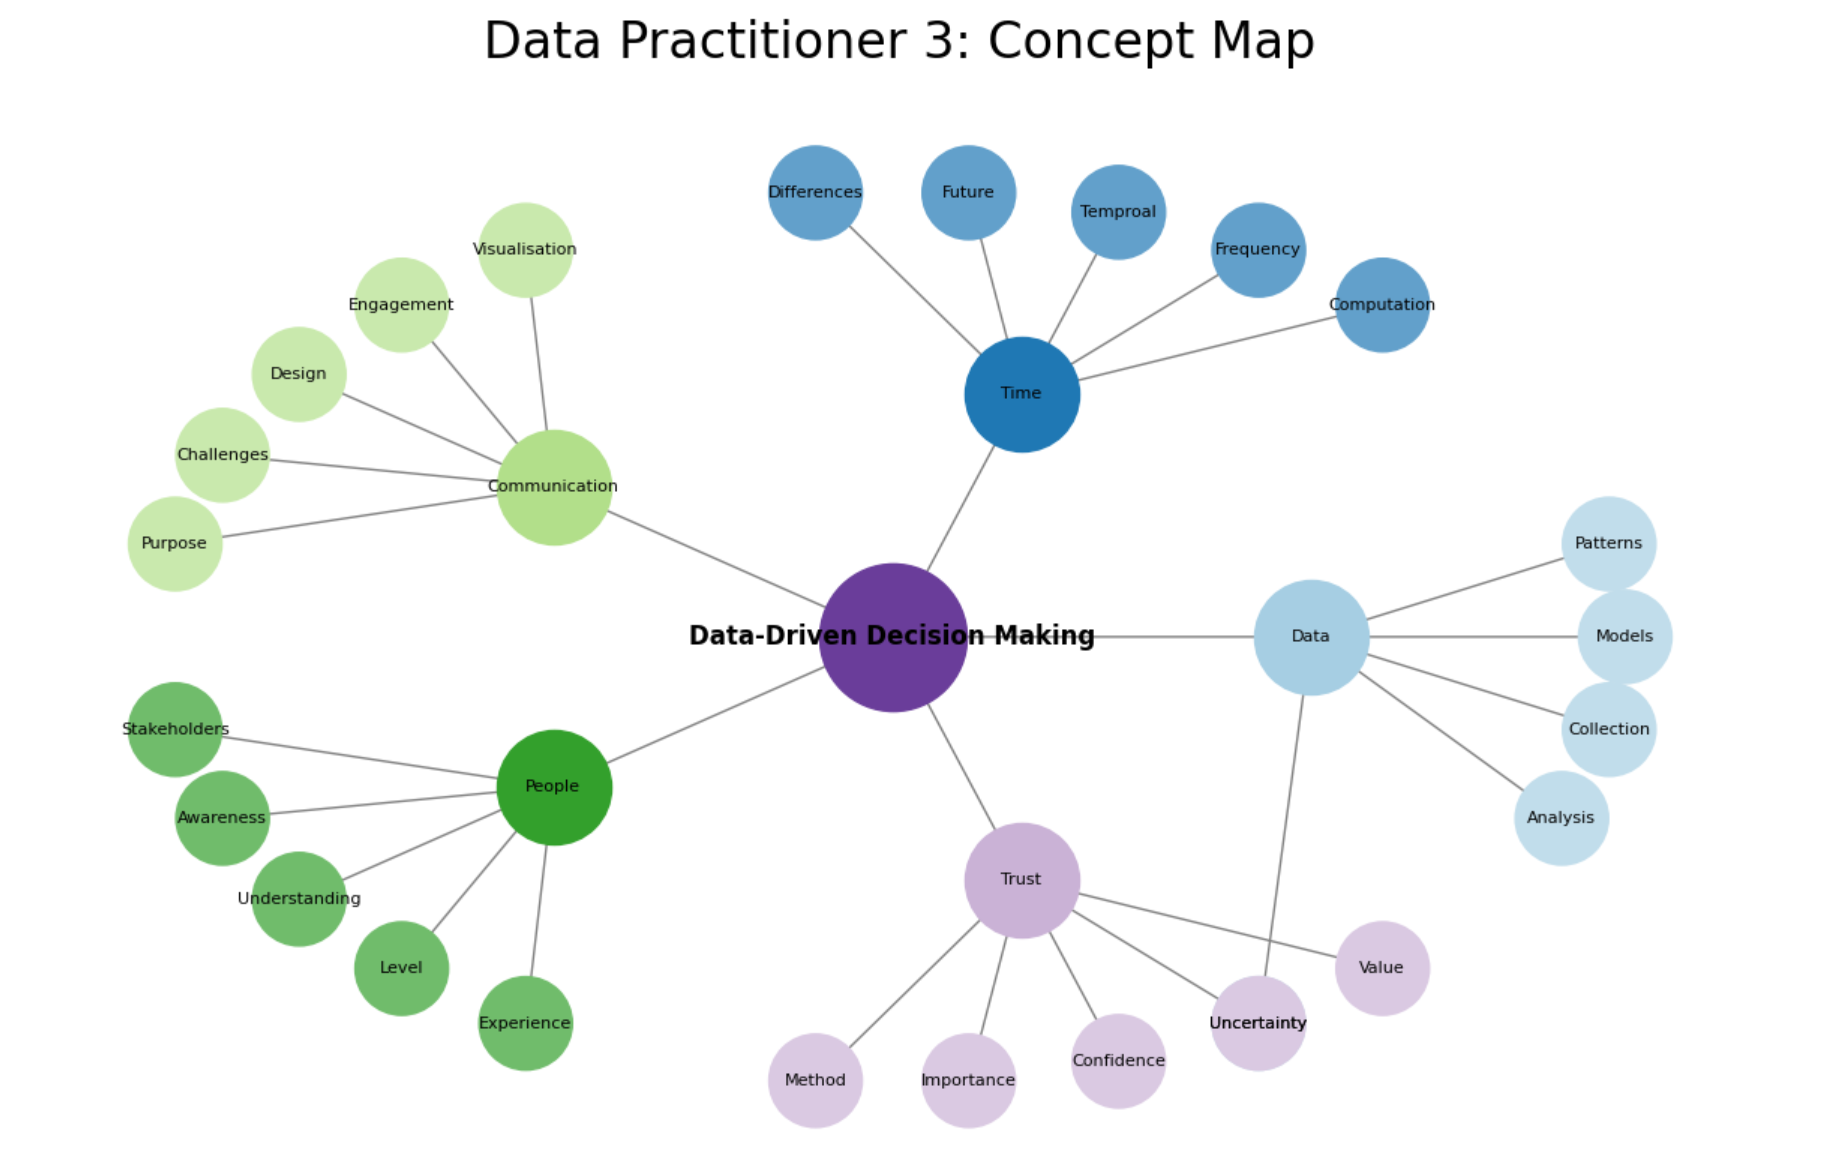 Data Practitioner 3: Concept Map
Differences
Future
Temproal
Frequency
Computation
Time
Visualisation
Engagement
Design
Challenges
Purpose
Communication
Data-Driven Decision Making
Patterns
Models
Collection
Analysis
Data
Stakeholders
Awareness
Understanding
Level
Experience
People
Trust
Value
Uncertainty
Confidence
Importance
Method